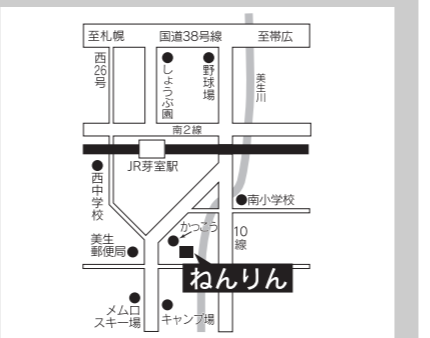 至札幌
国道38号線
至帯広
西26号
しょうぶ園
野球場
美生川
南2線
JR芽室駅
西中学校
南小学校
かっこう
10線
美生
郵便局
ねんりん
メムロ
スキー場
キャンプ場